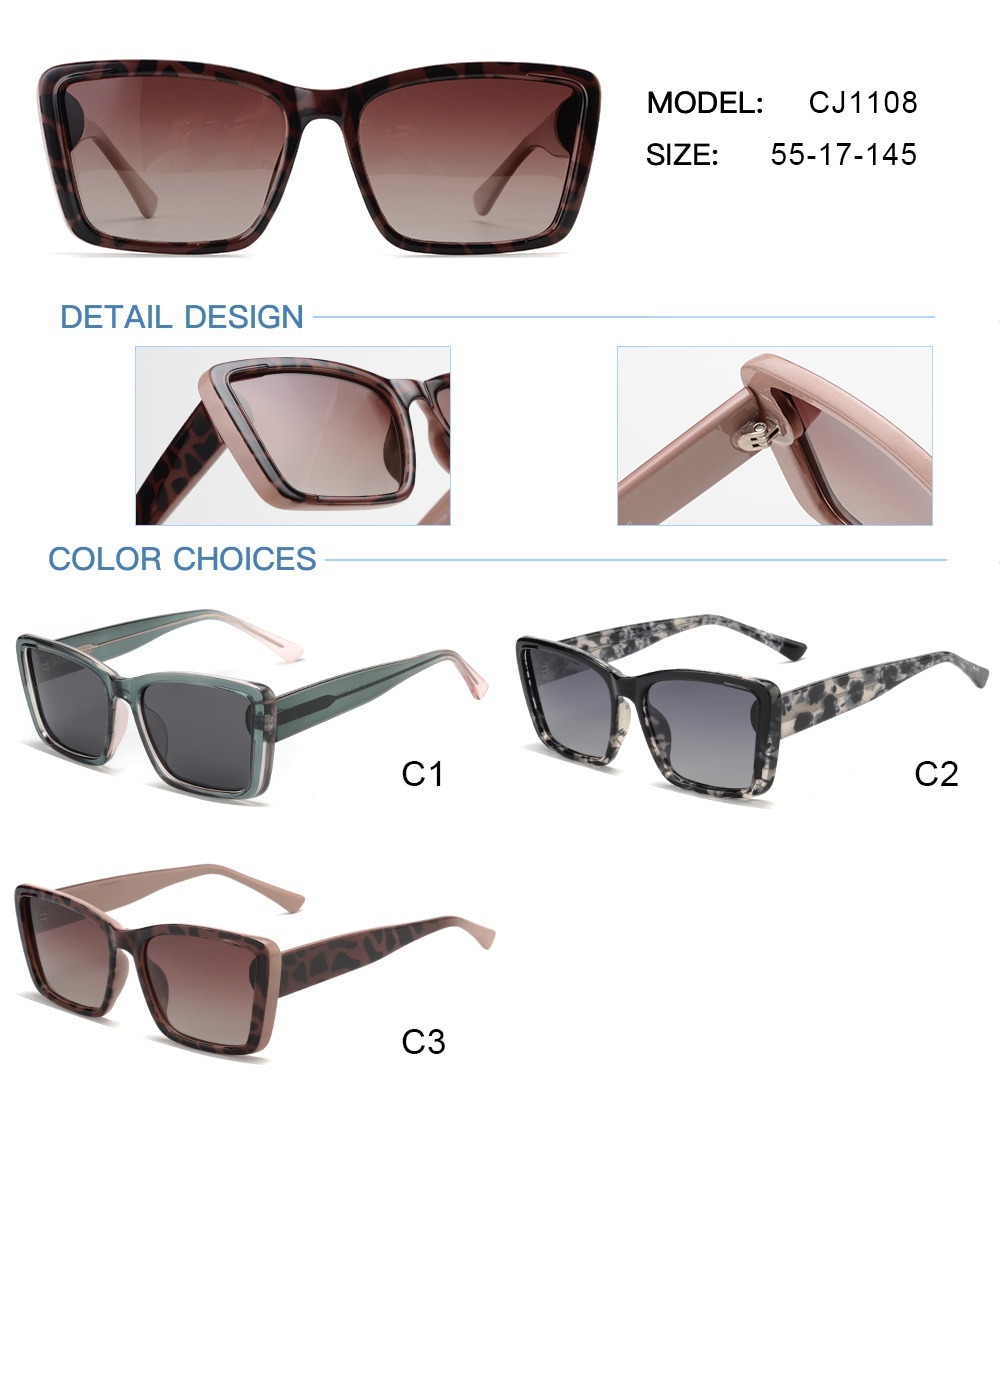 MODEL: CJ1108
SIZE: 55-17-145
DETAIL DESIGN
COLOR CHOICES
C1
C2
C3